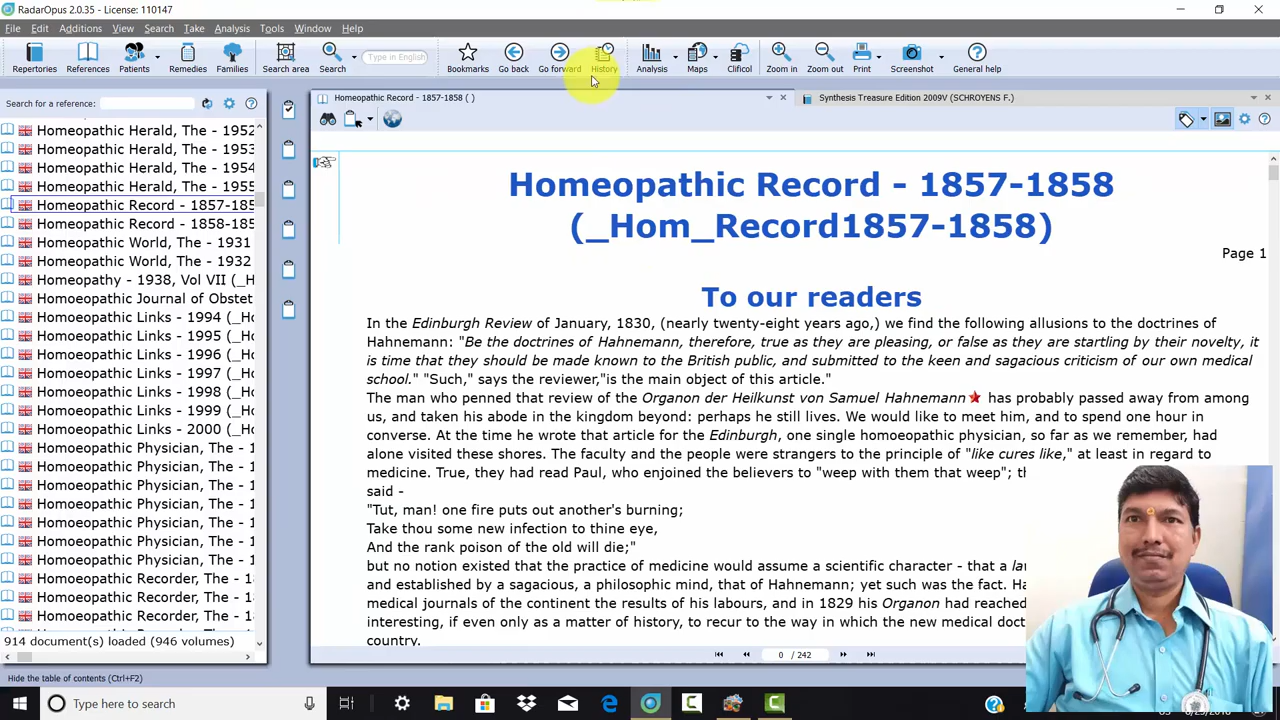 RadarOpus 2.0.35 - License: 110147
File Edit Additions View Search Take Analysis Tools Window Help
Repertories References Patients Remedies Families Search area Search Type in English Bookmarks Go back Go forward History Analysis Maps Clificol Zoom in Zoom out Print Screenshot General help
Search for a reference:
Homeopathic Record - 1857-1858 ( )
Synthesis Treasure Edition 2009V (SCHROYENS F.)
Homeopathic Herald, The - 1952
Homeopathic Herald, The - 1953
Homeopathic Herald, The - 1954
Homeopathic Herald, The - 1955
Homeopathic Record - 1857-185
Homeopathic Record - 1858-185
Homeopathic World, The - 1931
Homeopathic World, The - 1932
Homeopathy - 1938, Vol VII (_H
Homoeopathic Journal of Obstet
Homoeopathic Links - 1994 (_Ho
Homoeopathic Links - 1995 (_Ho
Homoeopathic Links - 1996 (_Ho
Homoeopathic Links - 1997 (_Ho
Homoeopathic Links - 1998 (_Ho
Homoeopathic Links - 1999 (_Ho
Homoeopathic Links - 2000 (_Ho
Homoeopathic Physician, The - 1
Homoeopathic Physician, The - 1
Homoeopathic Physician, The - 1
Homoeopathic Physician, The - 1
Homoeopathic Physician, The - 1
Homoeopathic Physician, The - 1
Homoeopathic Physician, The - 1
Homoeopathic Recorder, The - 18
Homoeopathic Recorder, The - 18
Homoeopathic Recorder, The - 18
914 document(s) loaded (946 volumes)
Hide the table of contents (Ctrl+F2)
Homeopathic Record - 1857-1858
(_Hom_Record1857-1858)
Page 1
To our readers
In the Edinburgh Review of January, 1830, (nearly twenty-eight years ago,) we find the following allusions to the doctrines of
Hahnemann: "Be the doctrines of Hahnemann, therefore, true as they are pleasing, or false as they are startling by their novelty, it
is time that they should be made known to the British public, and submitted to the keen and sagacious criticism of our own medical
school." "Such," says the reviewer,"is the main object of this article."
The man who penned that review of the Organon der Heilkunst von Samuel Hahnemann has probably passed away from among
us, and taken his abode in the kingdom beyond: perhaps he still lives. We would like to meet him, and to spend one hour in
converse. At the time he wrote that article for the Edinburgh, one single homoeopathic physician, so far as we remember, had
alone visited these shores. The faculty and the people were strangers to the principle of "like cures like," at least in regard to
medicine. True, they had read Paul, who enjoined the believers to "weep with them that weep"; th
said -
"Tut, man! one fire puts out another's burning;
Take thou some new infection to thine eye,
And the rank poison of the old will die;"
but no notion existed that the practice of medicine would assume a scientific character - that a la
and established by a sagacious, a philosophic mind, that of Hahnemann; yet such was the fact. Ha
medical journals of the continent the results of his labours, and in 1829 his Organon had reached
interesting, if even only as a matter of history, to recur to the way in which the new medical doct
country.
0 / 242
Type here to search